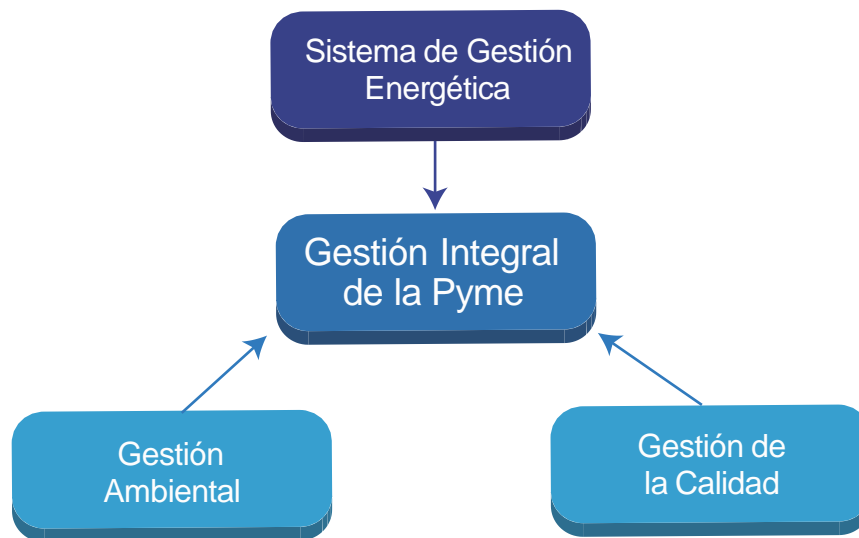 Sistema de Gestión
Energética
Gestión Integral
de la Pyme
Gestión
Ambiental
Gestión de
la Calidad